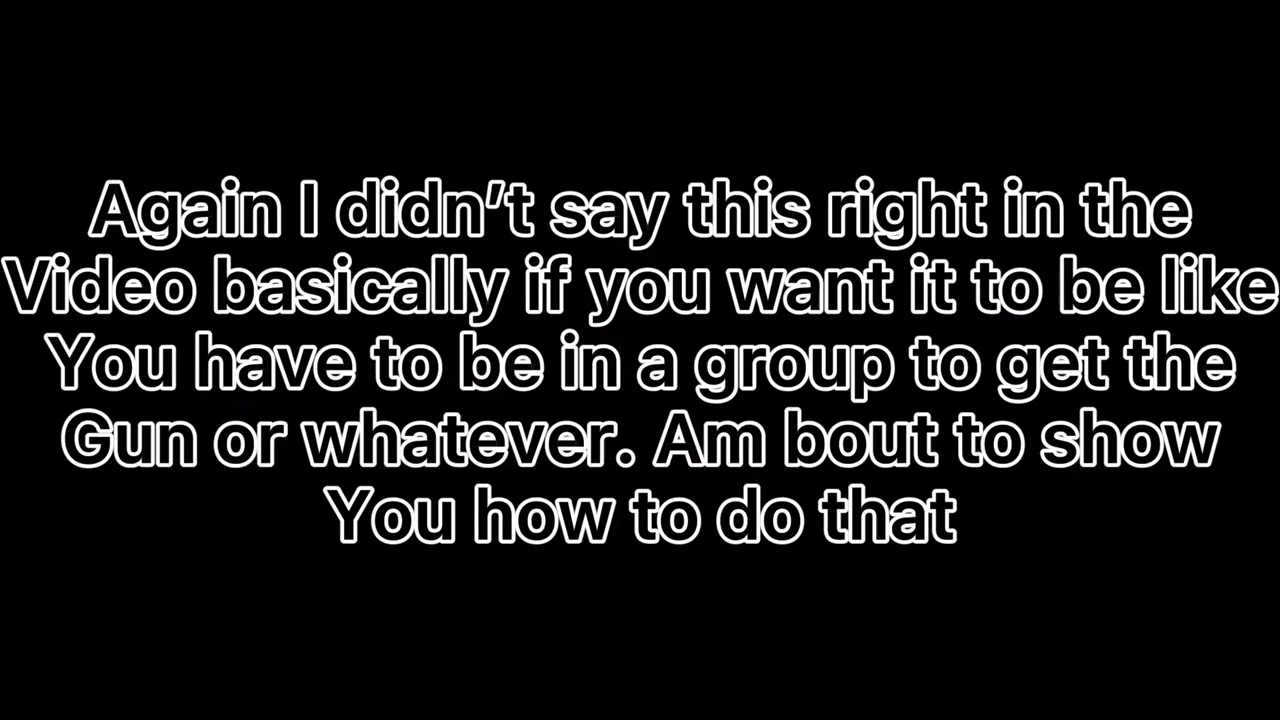 Again I didn’t say this right in the
Video basically if you want it to be like
You have to be in a group to get the
Gun or whatever. Am bout to show
You how to do that